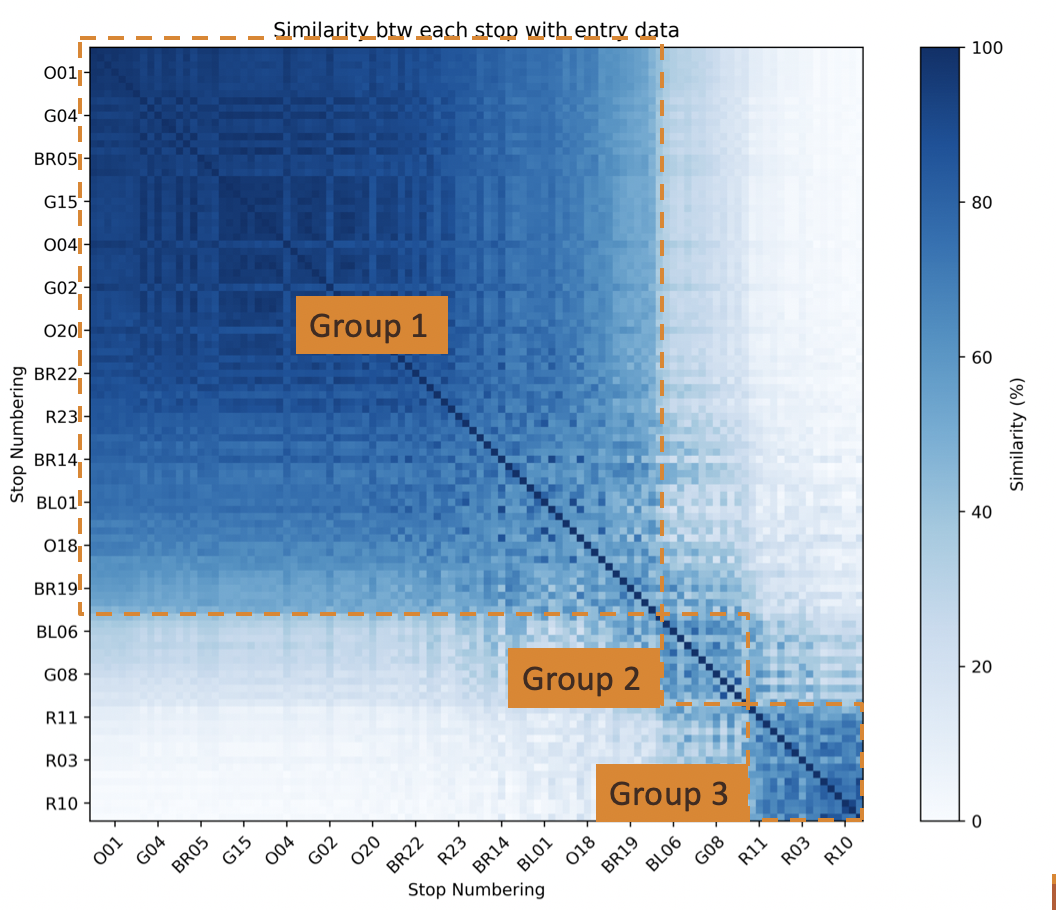 Similarity btw each stop with entry data
O01
G04
BR05
G15
O04
G02
O20
BR22
R23
BR14
BL01
O18
BR19
BL06
G08
R11
R03
R10
Stop Numbering
Group 1
Group 2
Group 3
O01 G04 BR05 G15 O04 G02 O20 BR22 R23 BR14 BL01 O18 BR19 BL06 G08 R11 R03 R10
Stop Numbering
100
80
60
40
20
0
Similarity (%)